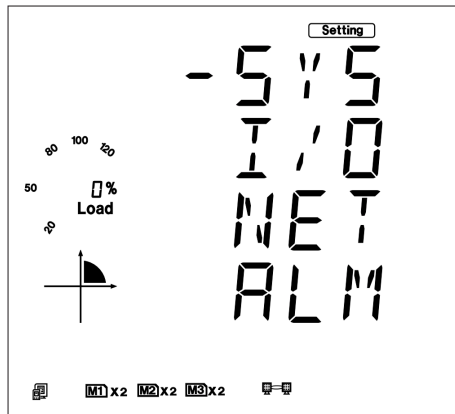 Setting
- SYS
I/O
80 100 120
50 0%
Load
NET
20
ALM
M1 X2 M2 X2 M3 X2